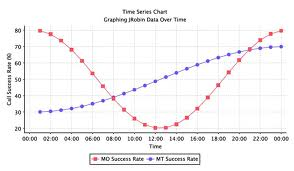 Time Series Chart
Graphing JRobin Data Over Time
Call Success Rate (%)
80
70
60
50
40
30
20
00:00 02:00 04:00 06:00 08:00 10:00 12:00 14:00 16:00 18:00 20:00 22:00 00:00
Time
MO Success Rate MT Success Rate